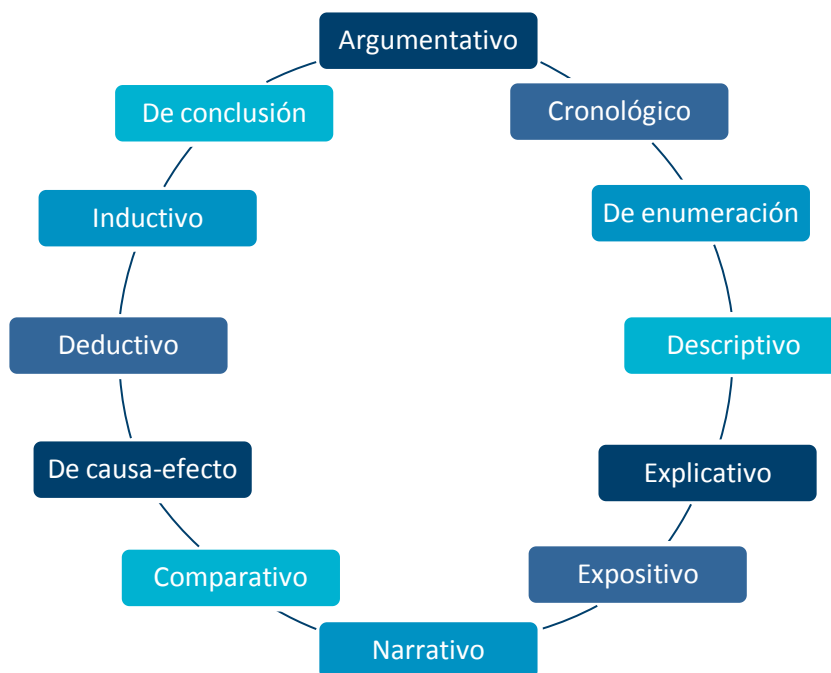 Argumentativo
Cronológico
De enumeración
Descriptivo
Explicativo
Expositivo
Narrativo
Comparativo
De causa-efecto
Deductivo
Inductivo
De conclusión